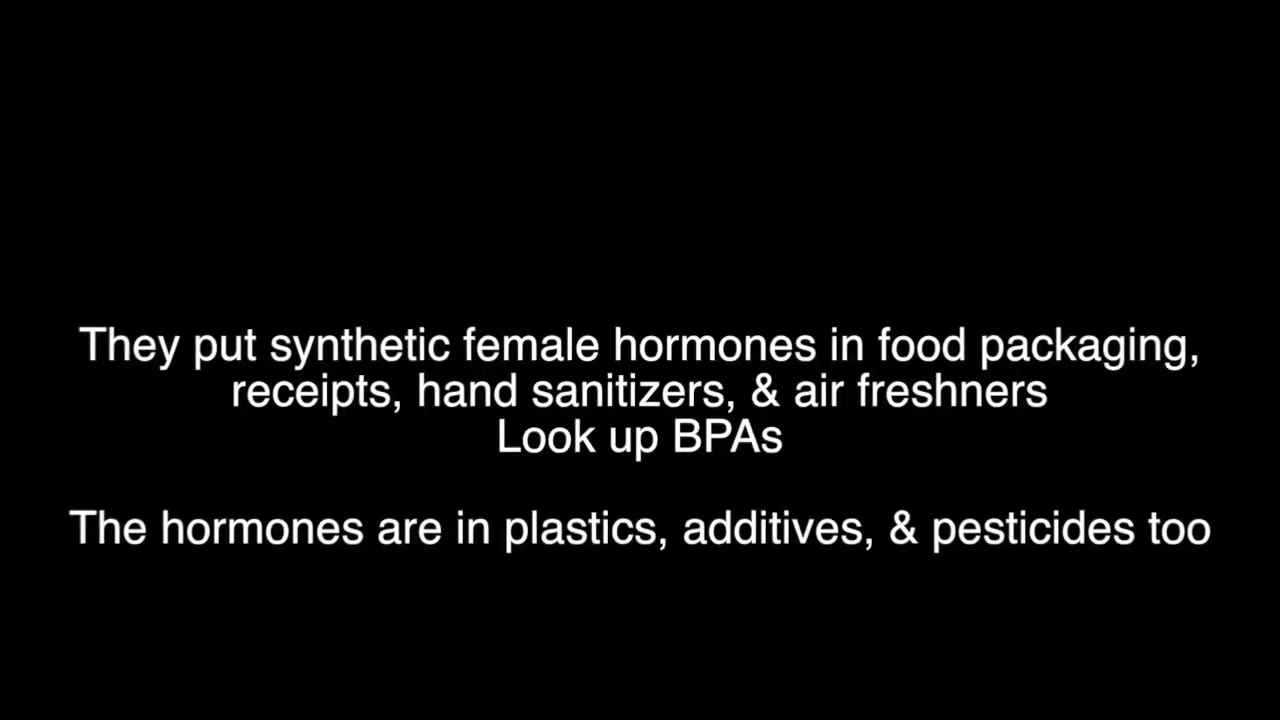 They put synthetic female hormones in food packaging,
receipts, hand sanitizers, & air freshners
Look up BPAs
The hormones are in plastics, additives, & pesticides too